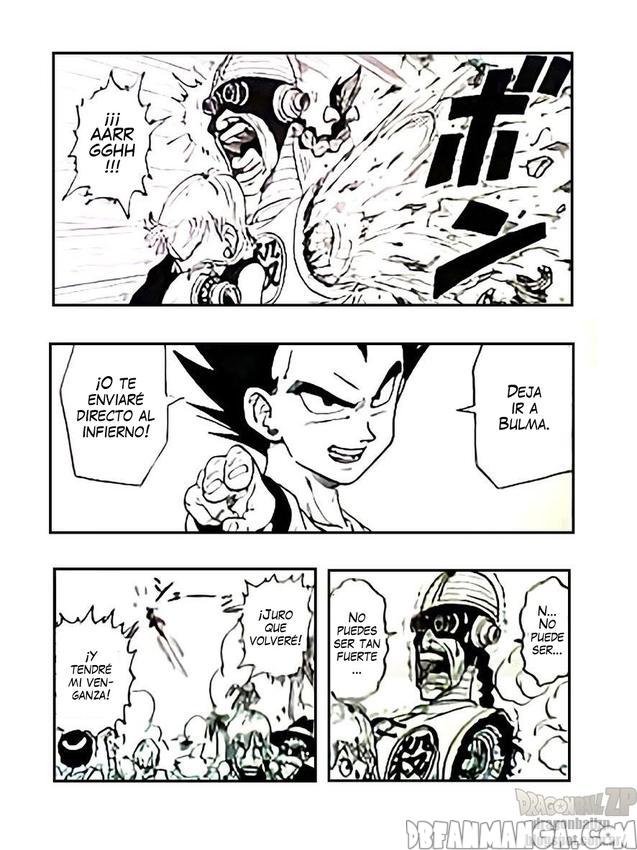 ボン
¡¡¡
AARR
GGHH
!!!
DEJA
IR A
BULMA.
¡O TE
ENVIARÉ
DIRECTO AL
INFIERNO!
N...
NO
PUEDE
SER...
NO
PUEDES
SER TAN
FUERTE
...
¡JURO
QUE
VOLVERÉ!
¡Y
TENDRÉ
MI VEN-
GANZA!
DRAGONBALL ZP
DBFANMANGA.COM